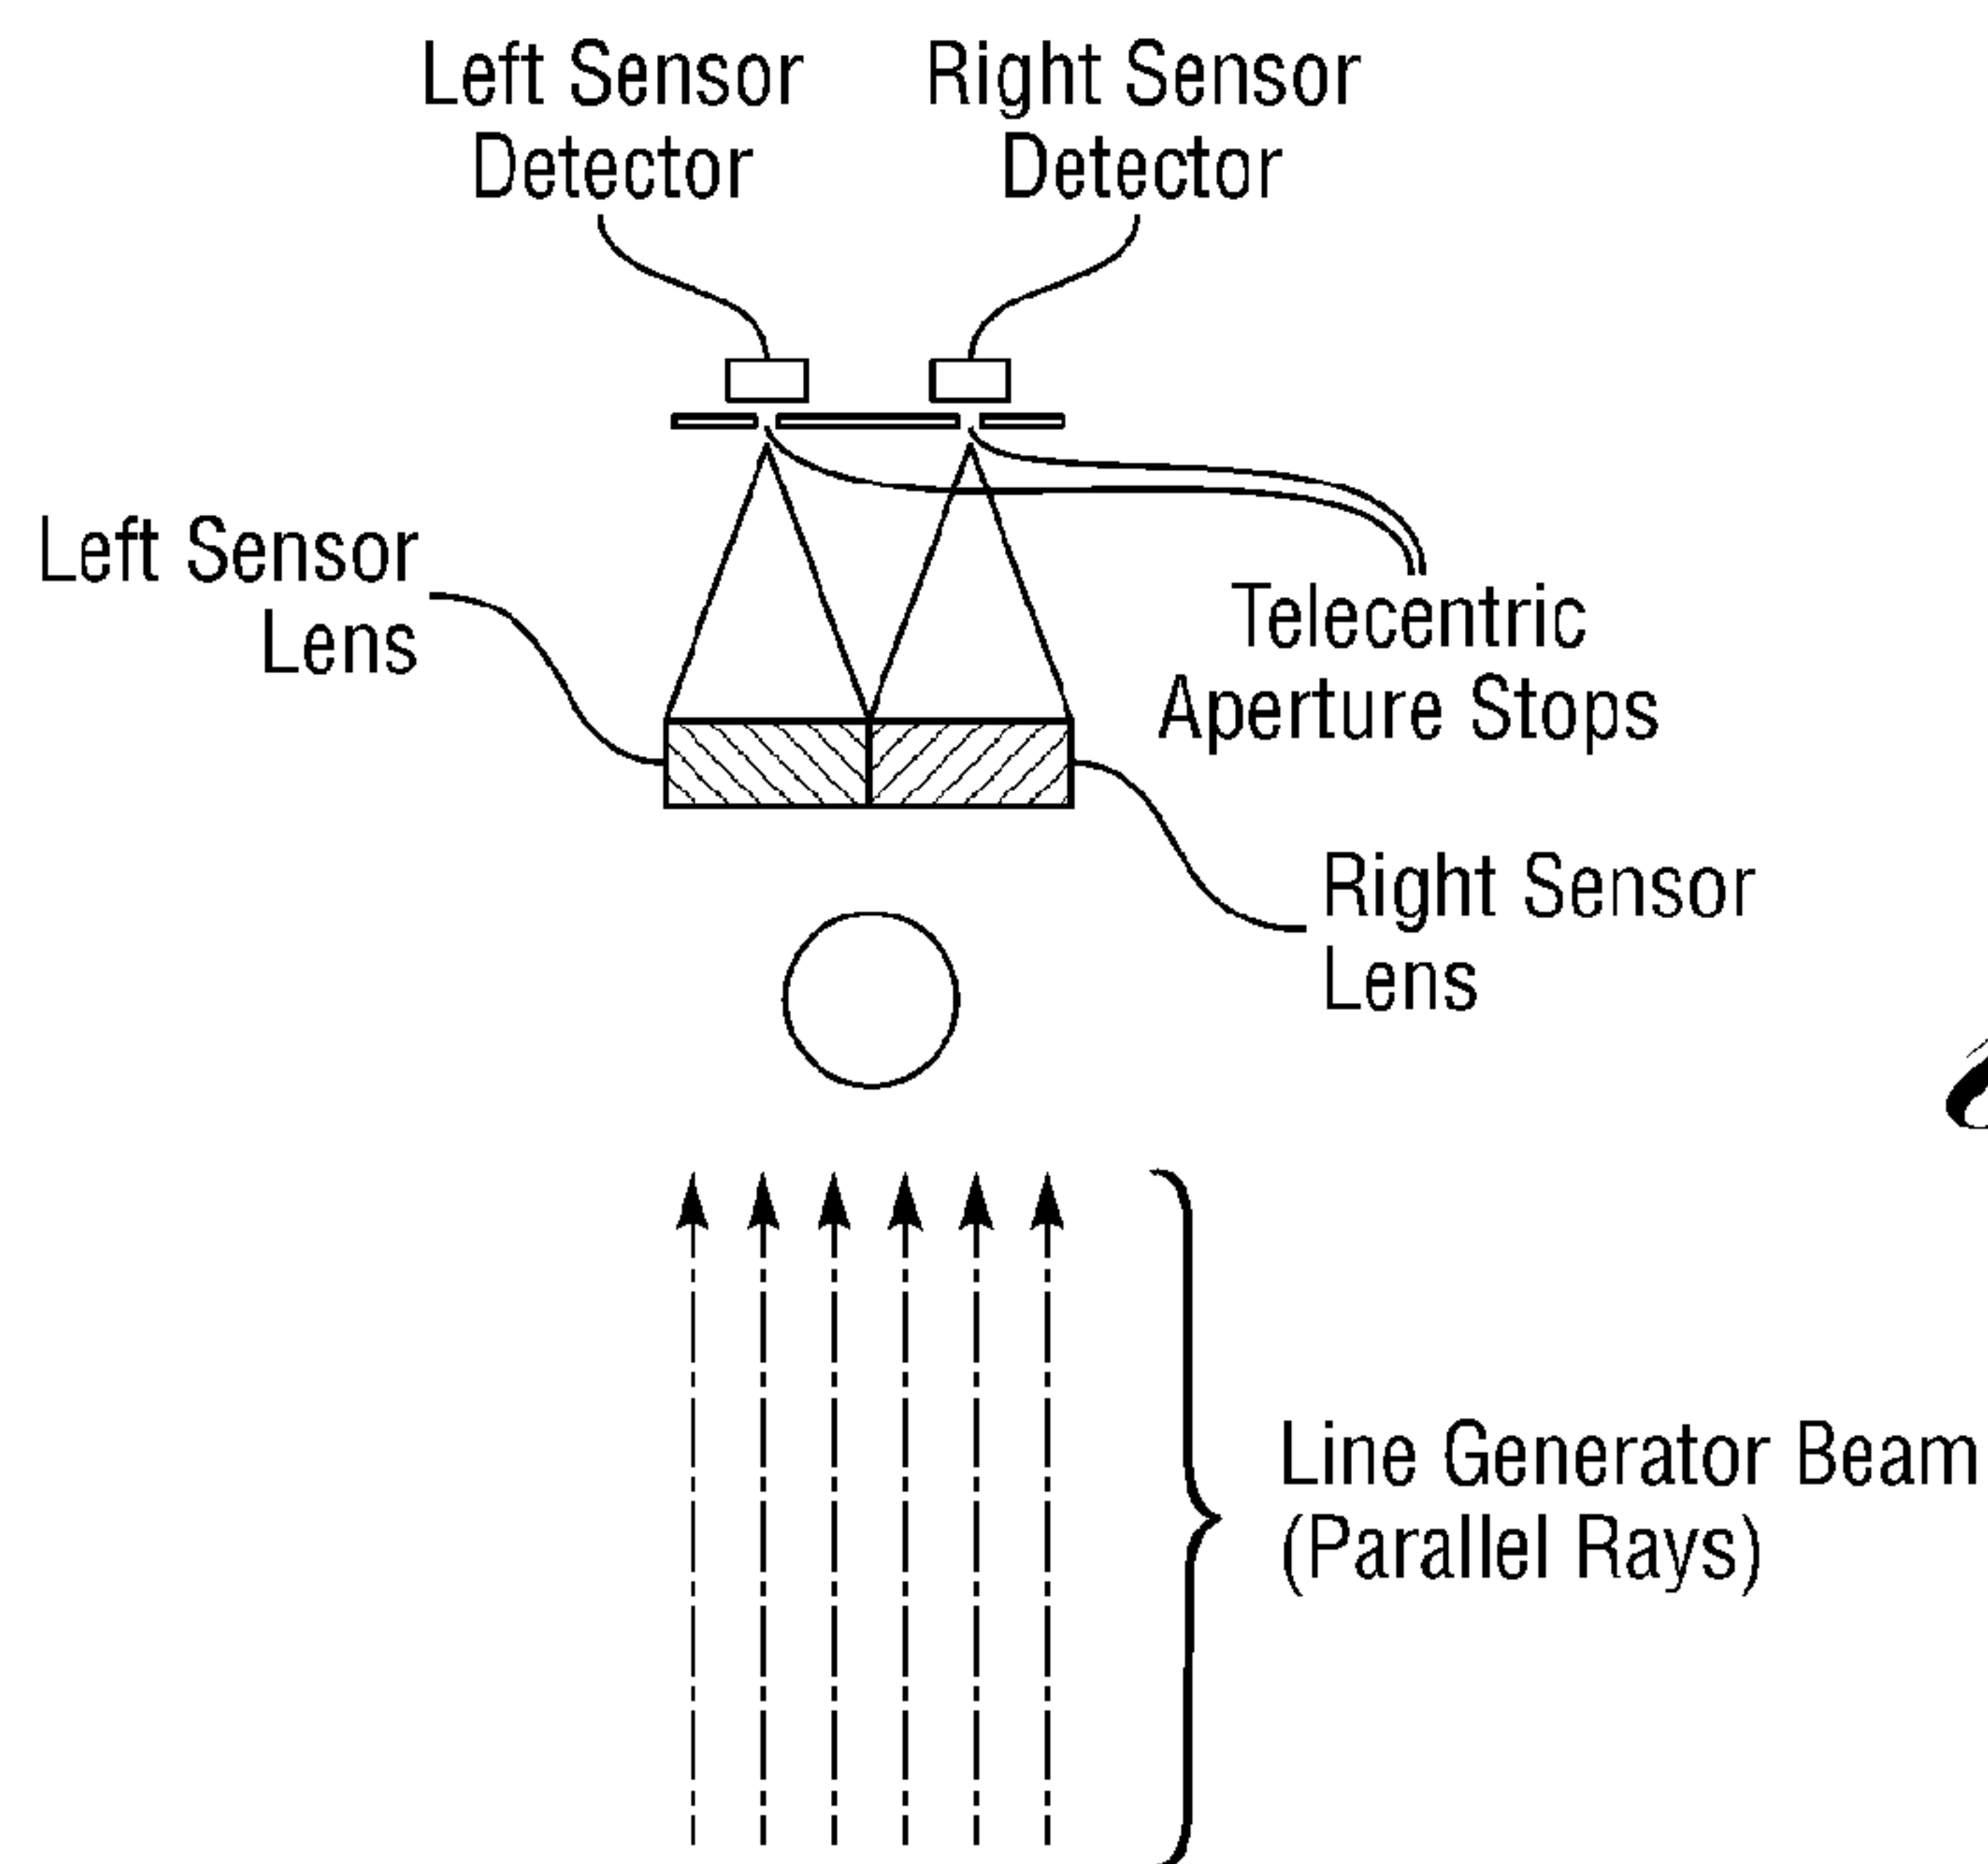 Left Sensor
Detector
Right Sensor
Detector
Left Sensor
Lens
Telecentric
Aperture Stops
Right Sensor
Lens
Line Generator Beam
(Parallel Rays)